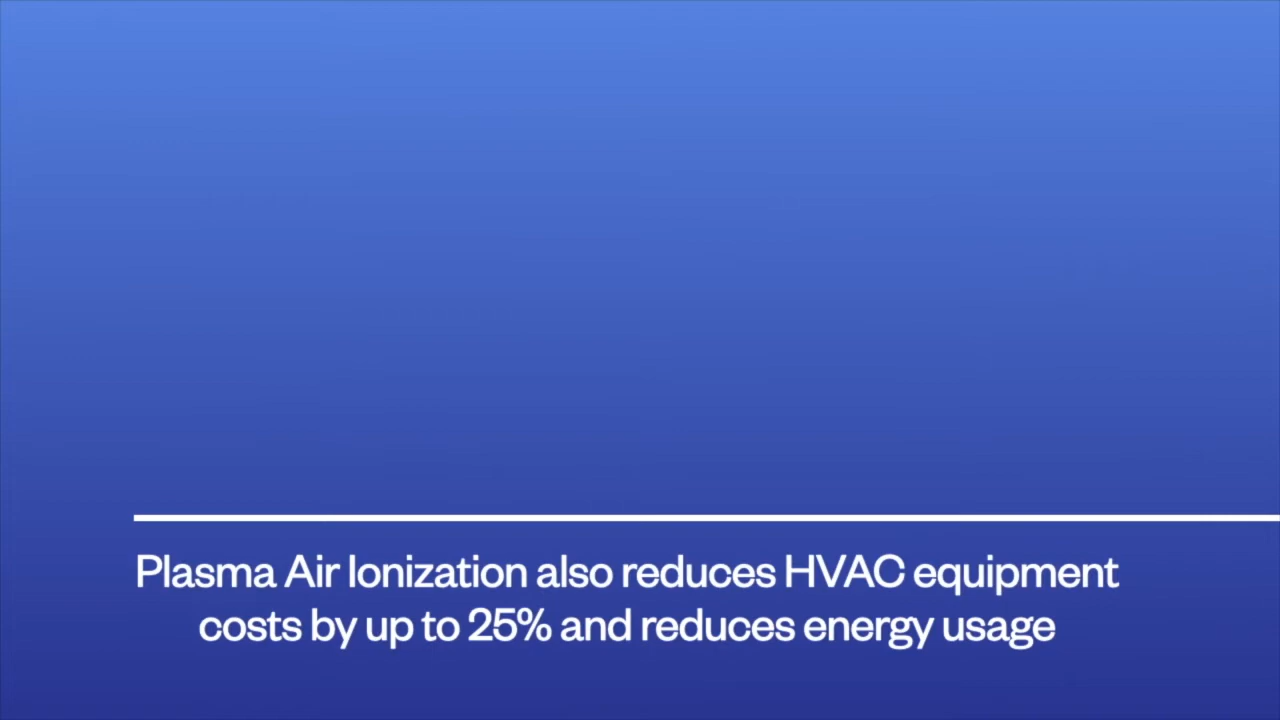 Plasma Air Ionization also reduces HVAC equipment
costs by up to 25% and reduces energy usage